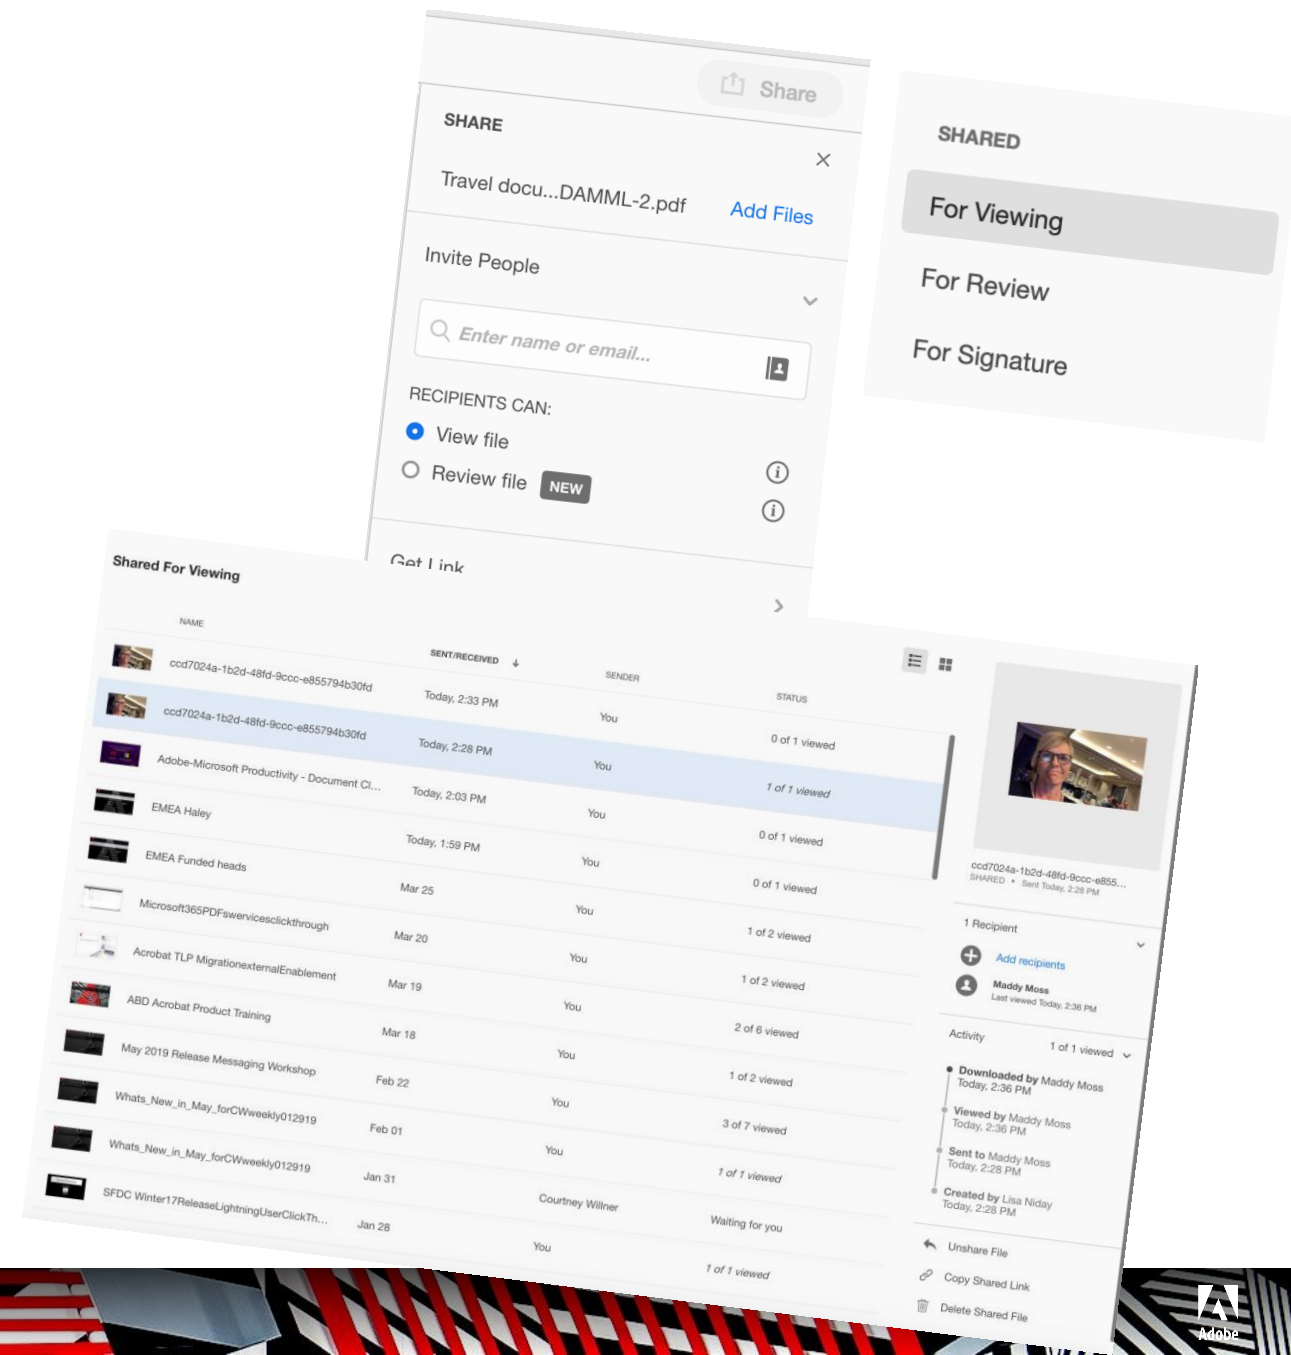 Share
SHARE
Travel docu...DAMML-2.pdf Add Files
Invite People
Enter name or email...
RECIPIENTS CAN:
View file
Review file NEW
Get Link
SHARED
For Viewing
For Review
For Signature
Shared For Viewing
NAME SENT/RECEIVED SENDER STATUS
ccd7024a-1b2d-48fd-9ccc-e855794b30fd Today, 2:33 PM You 0 of 1 viewed
ccd7024a-1b2d-48fd-9ccc-e855794b30fd Today, 2:28 PM You 1 of 1 viewed
Adobe-Microsoft Productivity - Document Cl... Today, 2:03 PM You 0 of 1 viewed
EMEA Haley Today, 1:59 PM You 0 of 1 viewed
EMEA Funded heads Mar 25 You 1 of 2 viewed
Microsoft365PDFswervicesclickthrough Mar 20 You 1 of 2 viewed
Acrobat TLP MigrationexternalEnablement Mar 19 You 2 of 6 viewed
ABD Acrobat Product Training Mar 18 You 1 of 2 viewed
May 2019 Release Messaging Workshop Feb 22 You 3 of 7 viewed
Whats_New_in_May_forCWweekly012919 Feb 01 You 1 of 1 viewed
Whats_New_in_May_forCWweekly012919 Jan 31 Courtney Willner Waiting for you
SFDC Winter17ReleaseLightningUserClickTh... Jan 28 You 1 of 1 viewed
ccd7024a-1b2d-48fd-9ccc-e855...
SHARED • Sent Today, 2:28 PM
1 Recipient
Add recipients
Maddy Moss
Last viewed Today, 2:36 PM
Activity 1 of 1 viewed
Downloaded by Maddy Moss
Today, 2:36 PM
Viewed by Maddy Moss
Today, 2:36 PM
Sent to Maddy Moss
Today, 2:28 PM
Created by Lisa Niday
Today, 2:28 PM
Unshare File
Copy Shared Link
Delete Shared File
Adobe